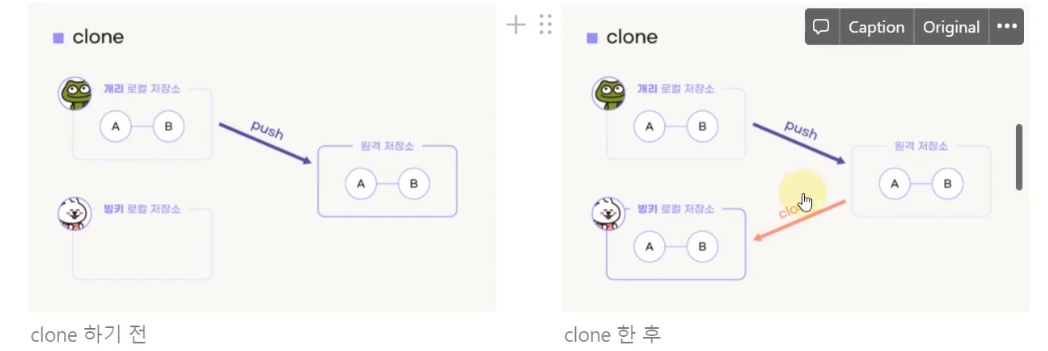 clone
개리 로컬 저장소
A B
push
원격 저장소
A B
빙키 로컬 저장소
clone 하기 전
Caption Original
clone
개리 로컬 저장소
A B
push
원격 저장소
A B
빙키 로컬 저장소
A B
clone 한 후